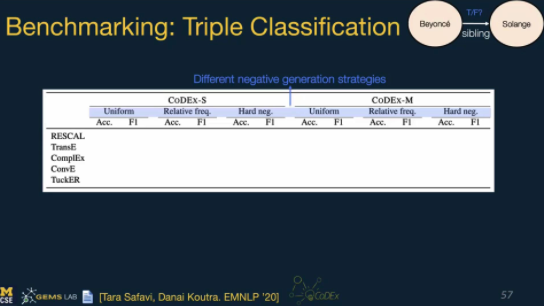 Benchmarking: Triple Classification
Beyoncé
T/F?
sibling
Solange
Different negative generation strategies
CODEX-S CODEX-M
Uniform Relative freq. Hard neg. Uniform Relative freq. Hard neg.
Acc. F1 Acc. F1 Acc. F1 Acc. F1 Acc. F1 Acc. F1
RESCAL
TransE
ComplEx
ConvE
TuckER
M
CSE
GEMS LAB
[Tara Safavi, Danai Koutra. EMNLP '20]
CoDEx
57